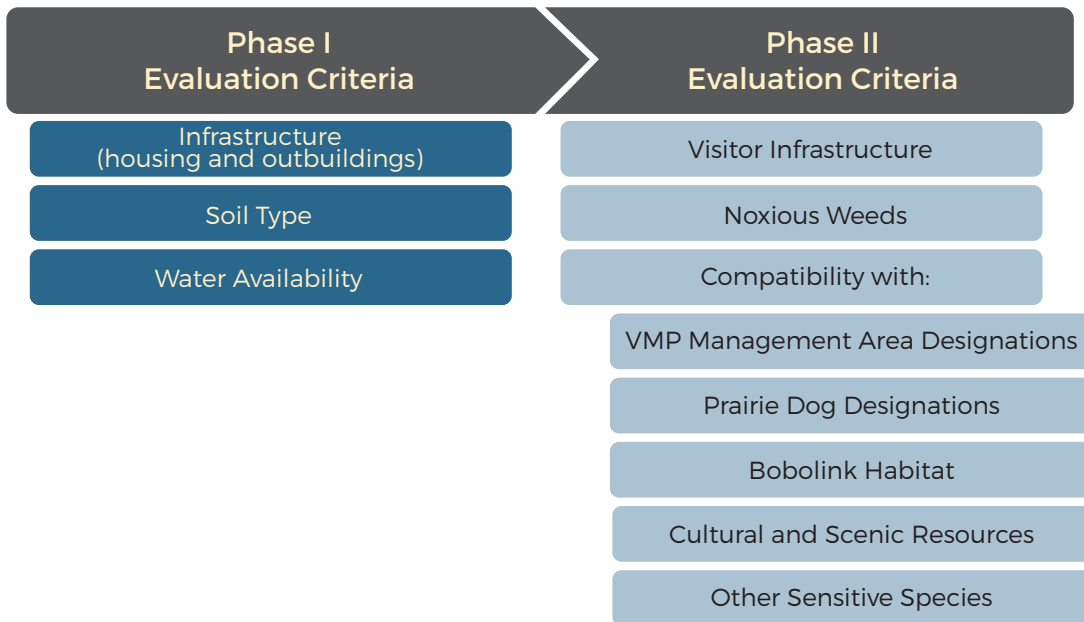 Phase I
Evaluation Criteria
Phase II
Evaluation Criteria
Infrastructure
(housing and outbuildings)
Soil Type
Water Availability
Visitor Infrastructure
Noxious Weeds
Compatibility with:
VMP Management Area Designations
Prairie Dog Designations
Bobolink Habitat
Cultural and Scenic Resources
Other Sensitive Species